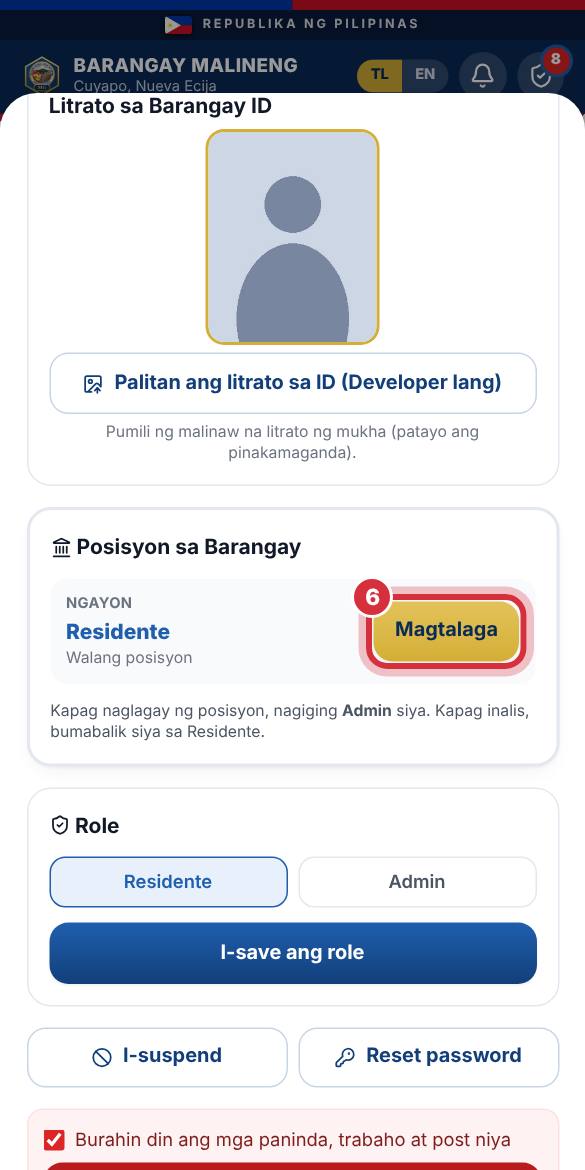 REPUBLIKA NG PILIPINAS
BARANGAY MALINENG
Cuyapo, Nueva Ecija
TL
EN
8
Litrato sa Barangay ID
Palitan ang litrato sa ID (Developer lang)
Pumili ng malinaw na litrato ng mukha (patayo ang
pinakamaganda).
Posisyon sa Barangay
NGAYON
Residente
Walang posisyon
6
Magtalaga
Kapag naglagay ng posisyon, nagiging Admin siya. Kapag inalis,
bumabalik siya sa Residente.
Role
Residente
Admin
I-save ang role
I-suspend
Reset password
Burahin din ang mga paninda, trabaho at post niya